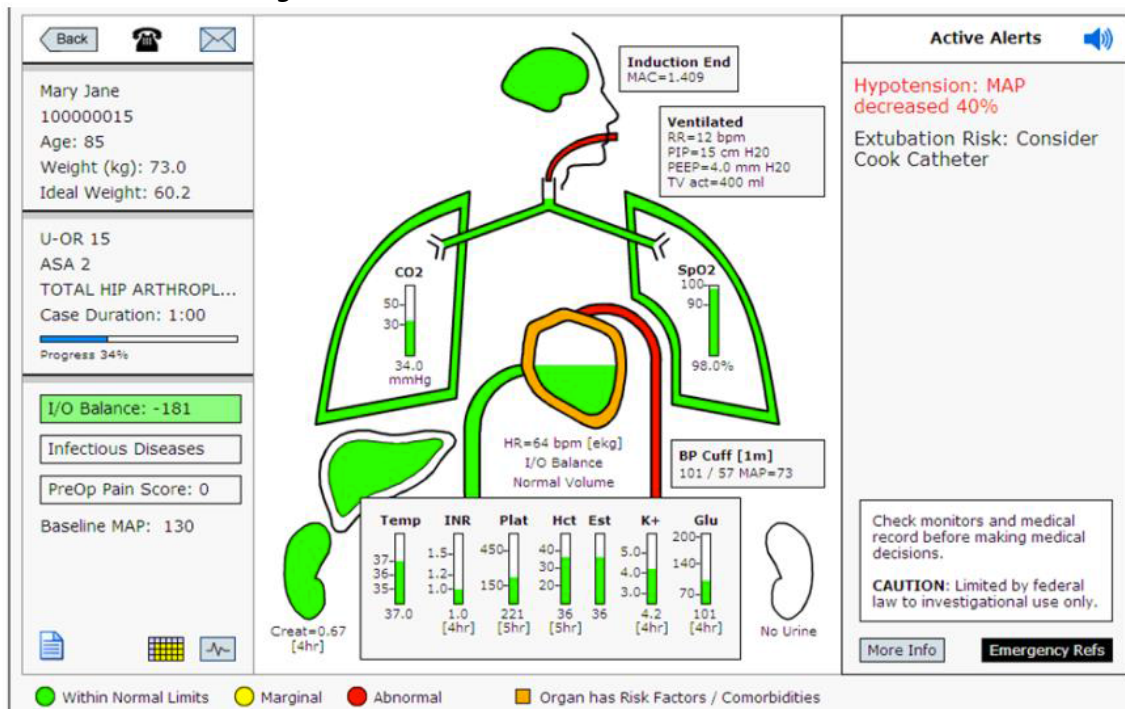 Back
Mary Jane
100000015
Age: 85
Weight (kg): 73.0
Ideal Weight: 60.2
U-OR 15
ASA 2
TOTAL HIP ARTHROPL...
Case Duration: 1:00
Progress 34%
I/O Balance: -181
Infectious Diseases
PreOp Pain Score: 0
Baseline MAP: 130
Induction End
MAC=1.409
Ventilated
RR=12 bpm
PIP=15 cm H20
PEEP=4.0 mm H20
TV act=400 ml
CO2
50
30
34.0
mmHg
SpO2
100
90
98.0%
HR=64 bpm [ekg]
I/O Balance
Normal Volume
BP Cuff [1m]
101 / 57 MAP=73
Temp INR Plat Hct Est K+ Glu
37 1.5 450 40 5.0 200
36 1.2 30 4.0 140
35 1.0 150 20 3.0 70
37.0 1.0 221 36 36 4.2 101
[4hr] [5hr] [5hr] [4hr] [4hr]
Creat=0.67
[4hr]
No Urine
Active Alerts
Hypotension: MAP
decreased 40%
Extubation Risk: Consider
Cook Catheter
Check monitors and medical
record before making medical
decisions.
CAUTION: Limited by federal
law to investigational use only.
More Info Emergency Refs
Within Normal Limits Marginal Abnormal Organ has Risk Factors / Comorbidities